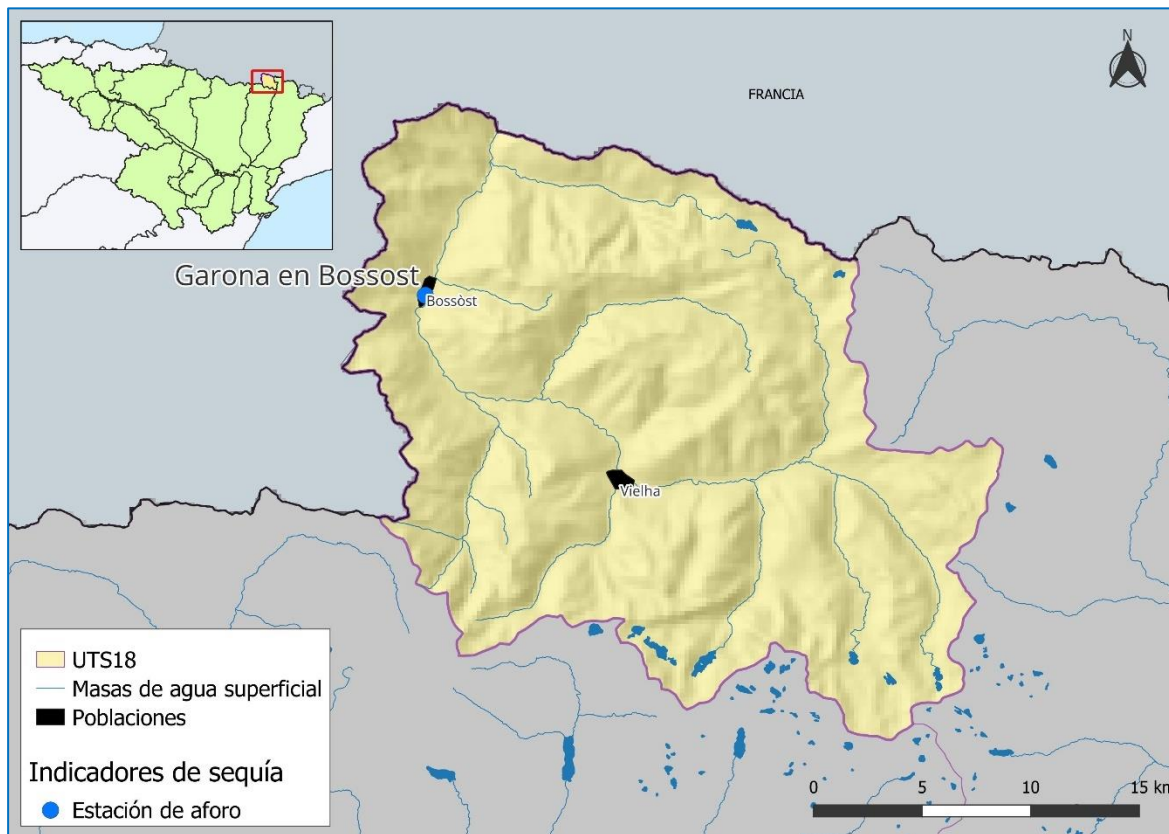 N
FRANCIA
Garona en Bossost
Bossòst
Vielha
UTS18
Masas de agua superficial
Poblaciones
Indicadores de sequía
Estación de aforo
0 5 10 15 km